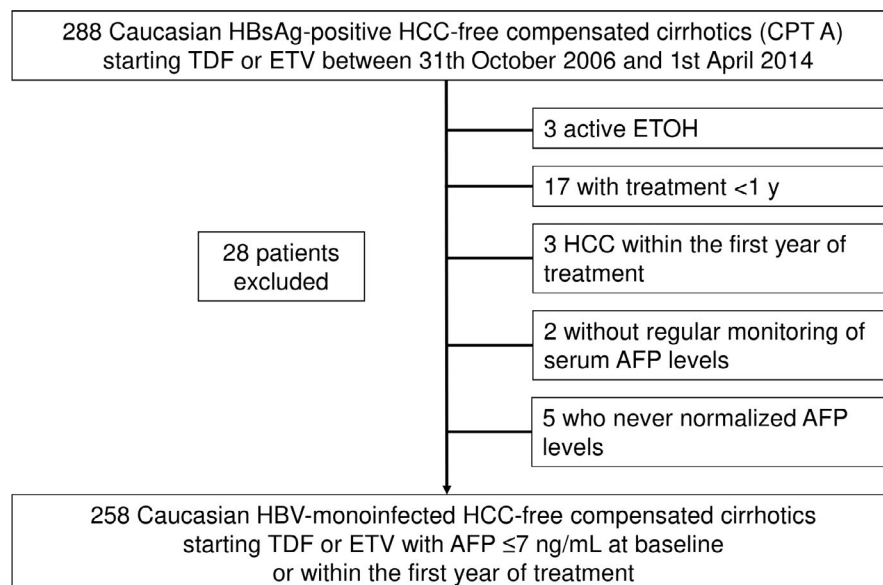 288 Caucasian HBsAg-positive HCC-free compensated cirrhotics (CPT A)
starting TDF or ETV between 31th October 2006 and 1st April 2014
3 active ETOH
17 with treatment <1 y
28 patients
excluded
3 HCC within the first year of
treatment
2 without regular monitoring of
serum AFP levels
5 who never normalized AFP
levels
258 Caucasian HBV-monoinfected HCC-free compensated cirrhotics
starting TDF or ETV with AFP ≤7 ng/mL at baseline
or within the first year of treatment